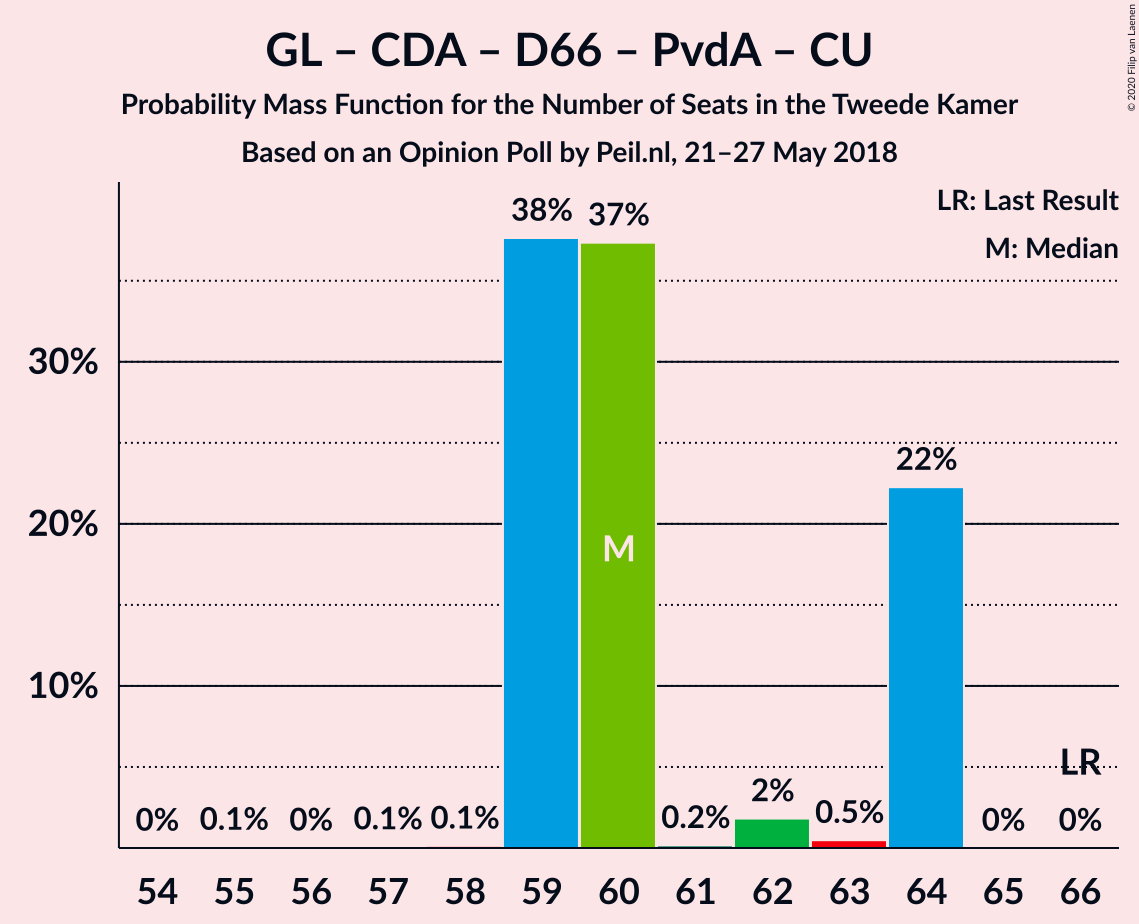 GL – CDA – D66 – PvdA – CU
Probability Mass Function for the Number of Seats in the Tweede Kamer
Based on an Opinion Poll by Peil.nl, 21–27 May 2018
© 2020 Filip van Laenen
LR: Last Result
M: Median
38%
37%
30%
22%
20%
M
10%
LR
0%
0.1%
0%
0.1%
0.1%
0.2%
2%
0.5%
0%
0%
54 55 56 57 58 59 60 61 62 63 64 65 66